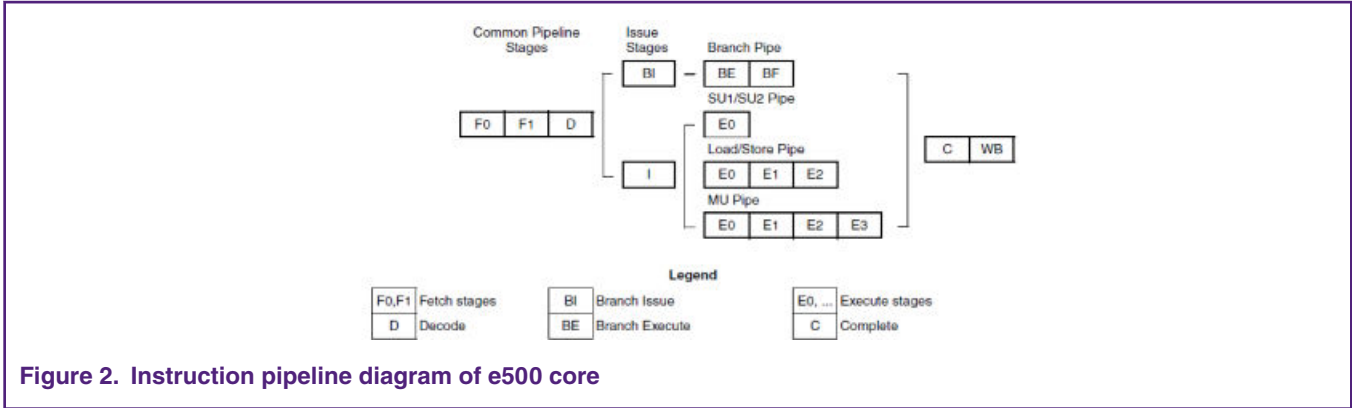 Common Pipeline Stages
Issue Stages
Branch Pipe
BI
BE BF
SU1/SU2 Pipe
F0 F1 D
E0
C WB
Load/Store Pipe
I
E0 E1 E2
MU Pipe
E0 E1 E2 E3
Legend
F0,F1 Fetch stages
BI Branch Issue
E0, ... Execute stages
D Decode
BE Branch Execute
C Complete
Figure 2. Instruction pipeline diagram of e500 core